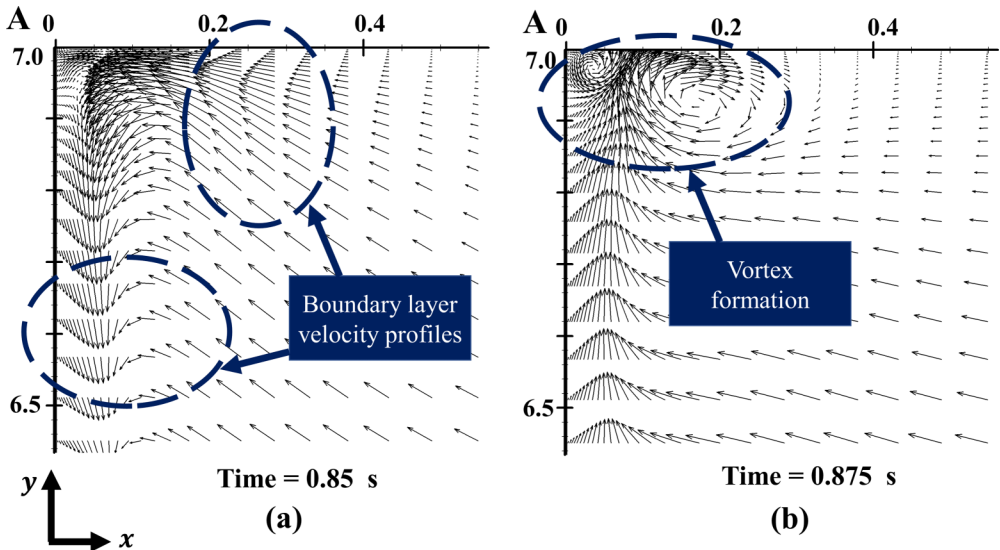 A 0 0.2 0.4
7.0
6.5
Boundary layer
velocity profiles
Time = 0.85 s
(a)
y
x
A 0 0.2 0.4
7.0
6.5
Vortex
formation
Time = 0.875 s
(b)